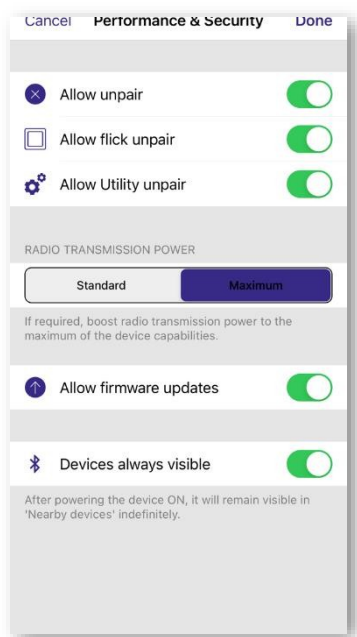 Cancel Performance & Security Done
Allow unpair
Allow flick unpair
Allow Utility unpair
RADIO TRANSMISSION POWER
Standard Maximum
If required, boost radio transmission power to the
maximum of the device capabilities.
Allow firmware updates
Devices always visible
After powering the device ON, it will remain visible in
'Nearby devices' indefinitely.